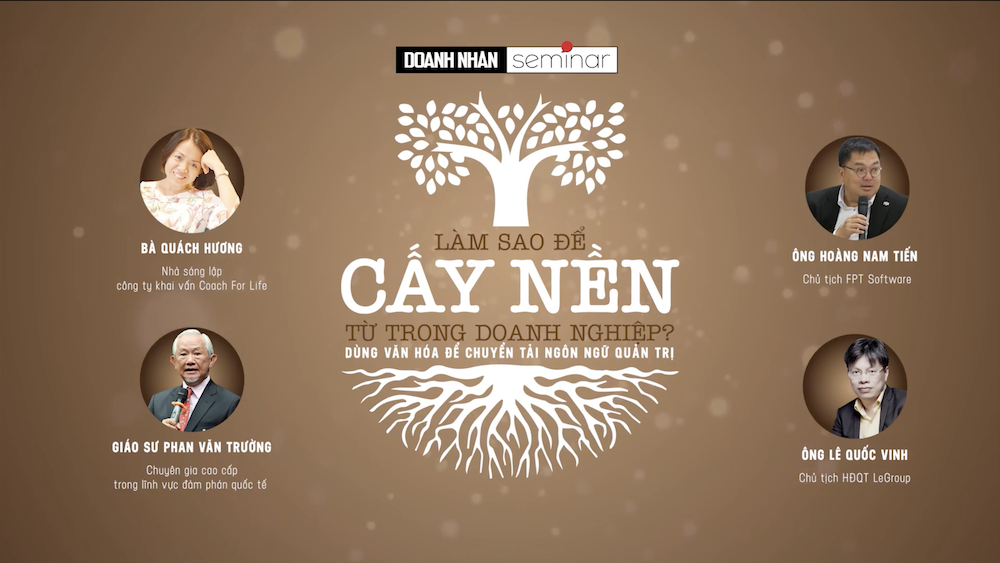 DOANH NHÂN seminar
LÀM SAO ĐỂ
CẤY NỀN
TỪ TRONG DOANH NGHIỆP?
DÙNG VĂN HÓA ĐỂ CHUYỂN TẢI NGÔN NGỮ QUẢN TRỊ
BÀ QUÁCH HƯƠNG
Nhà sáng lập
công ty khai vấn Coach For Life
GIÁO SƯ PHAN VĂN TRƯỜNG
Chuyên gia cao cấp
trong lĩnh vực đàm phán quốc tế
ÔNG HOÀNG NAM TIẾN
Chủ tịch FPT Software
ÔNG LÊ QUỐC VINH
Chủ tịch HĐQT LeGroup